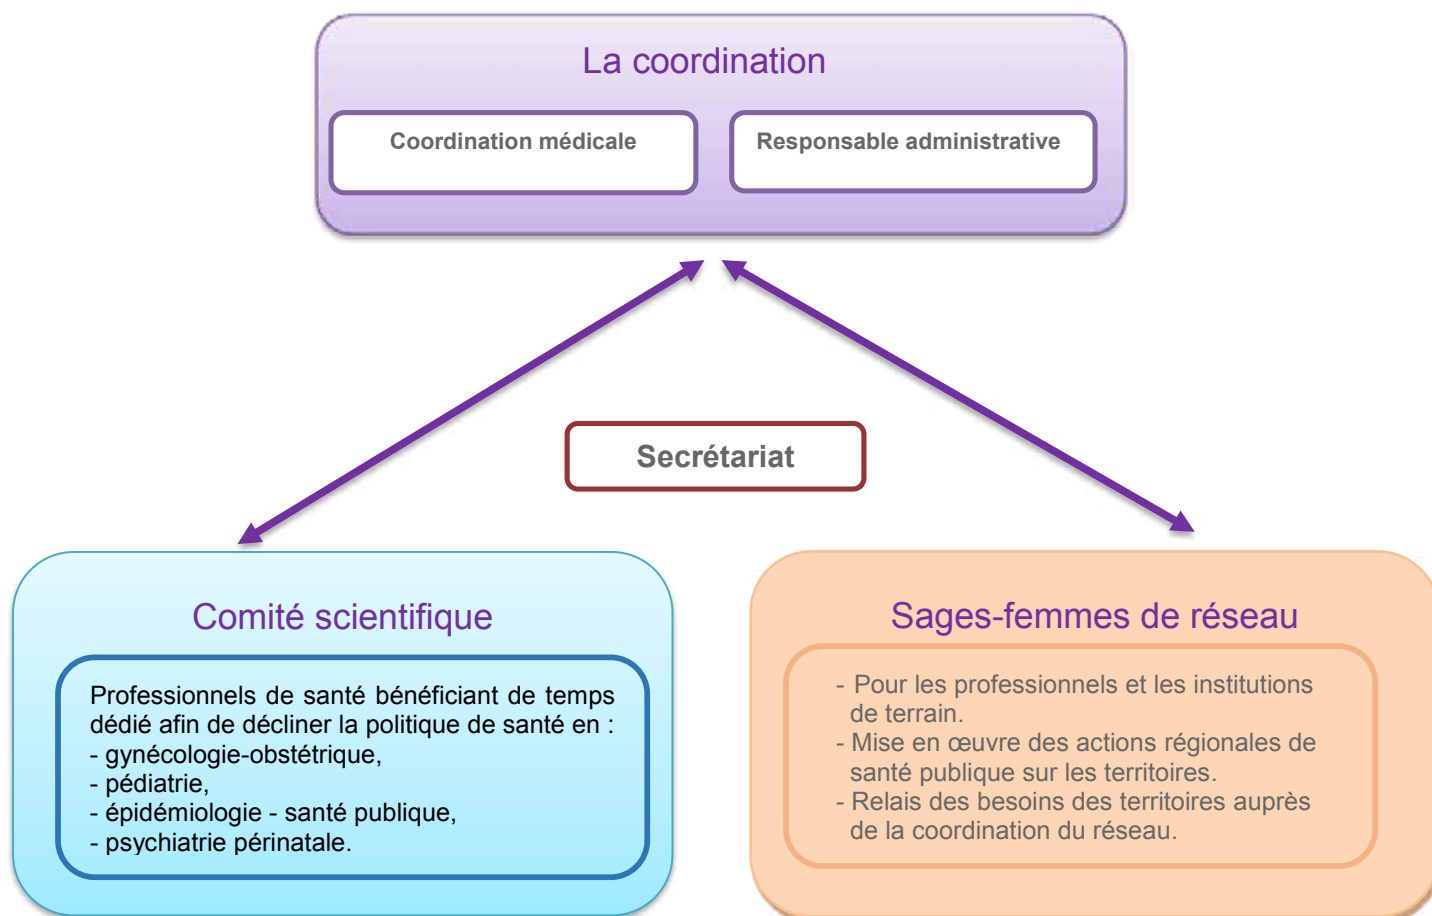 La coordination
Coordination médicale
Responsable administrative
Secrétariat
Comité scientifique
Professionnels de santé bénéficiant de temps
dédié afin de décliner la politique de santé en :
- gynécologie-obstétrique,
- pédiatrie,
- épidémiologie - santé publique,
- psychiatrie périnatale.
Sages-femmes de réseau
- Pour les professionnels et les institutions
de terrain.
- Mise en œuvre des actions régionales de
santé publique sur les territoires.
- Relais des besoins des territoires auprès
de la coordination du réseau.